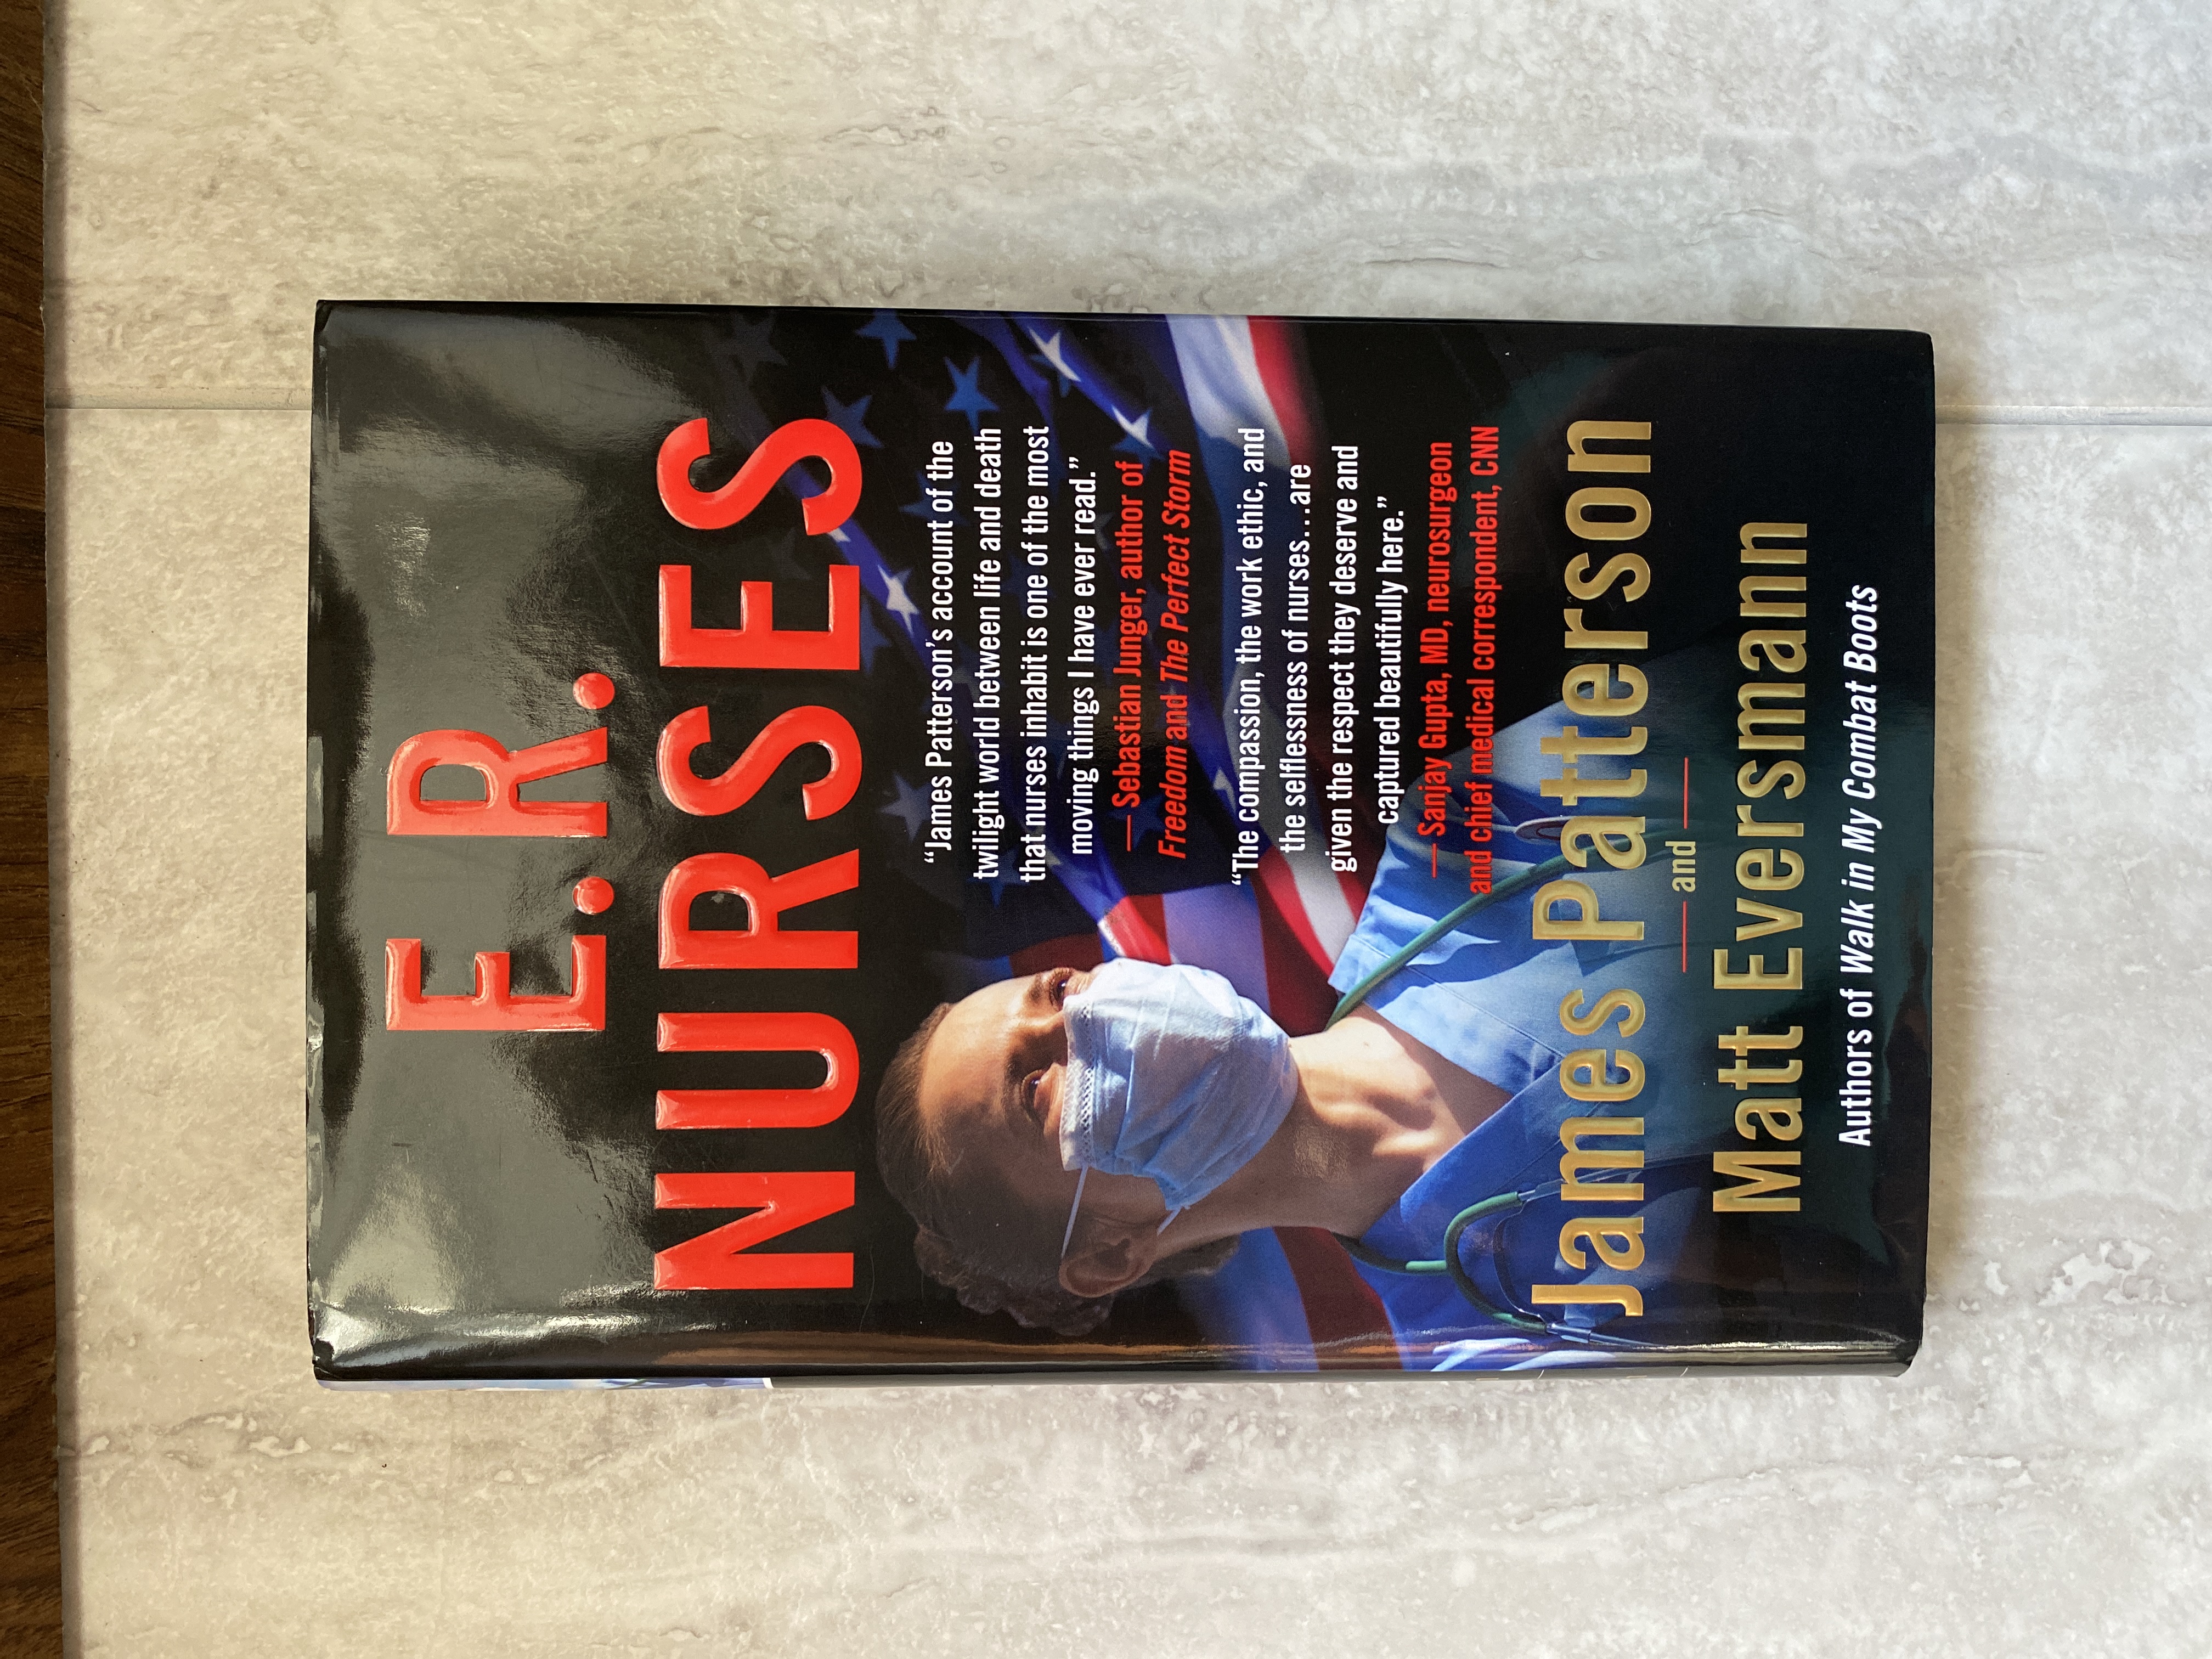 E.R.
NURSES
“James Patterson’s account of the
twilight world between life and death
that nurses inhabit is one of the most
moving things I have ever read.”
— Sebastian Junger, author of
Freedom and The Perfect Storm
“The compassion, the work ethic, and
the selflessness of nurses…are
given the respect they deserve and
captured beautifully here.”
— Sanjay Gupta, MD, neurosurgeon
and chief medical correspondent, CNN
James Patterson
and
Matt Eversmann
Authors of Walk in My Combat Boots